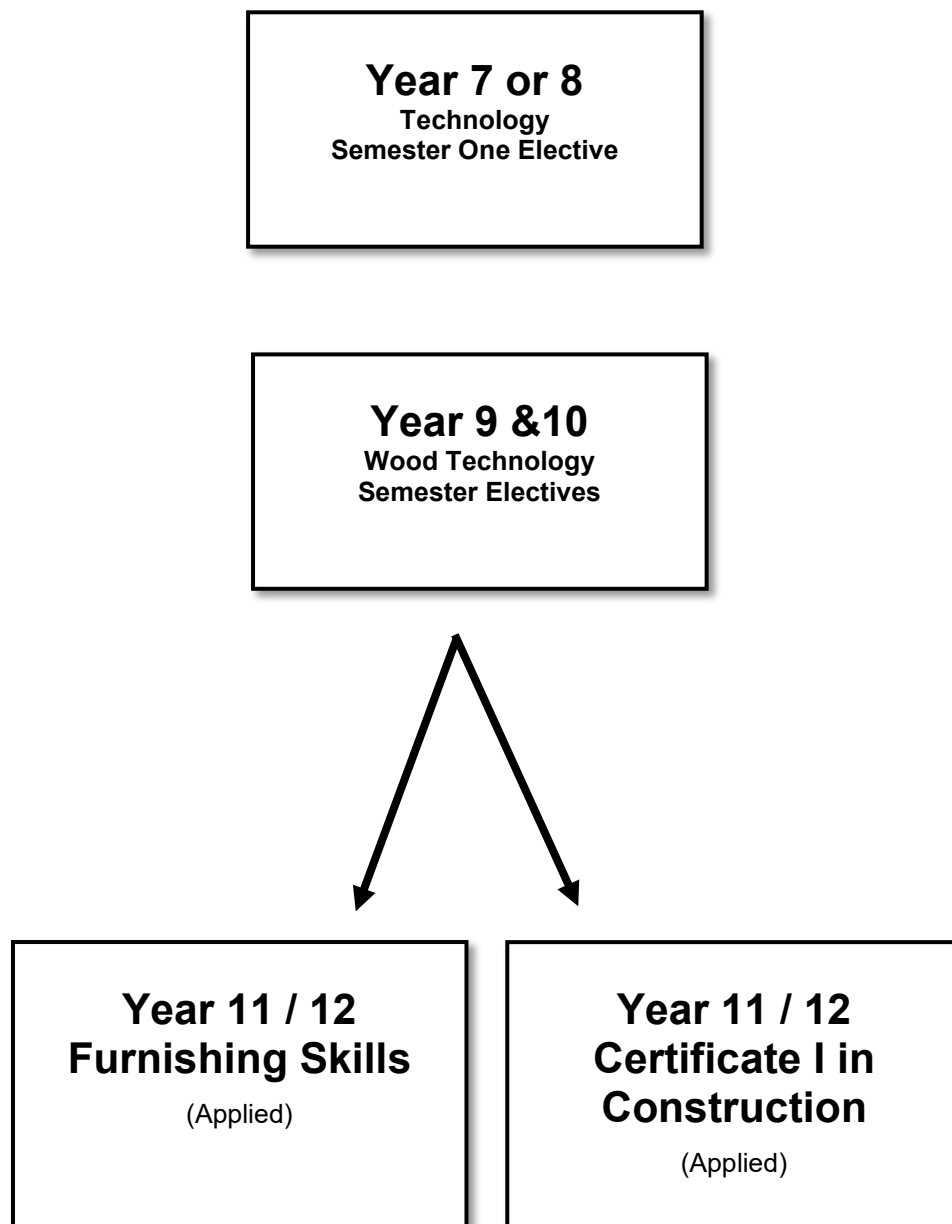 Year 7 or 8
Technology
Semester One Elective
Year 9 &10
Wood Technology
Semester Electives
Year 11 / 12
Furnishing Skills
(Applied)
Year 11 / 12
Certificate I in
Construction
(Applied)